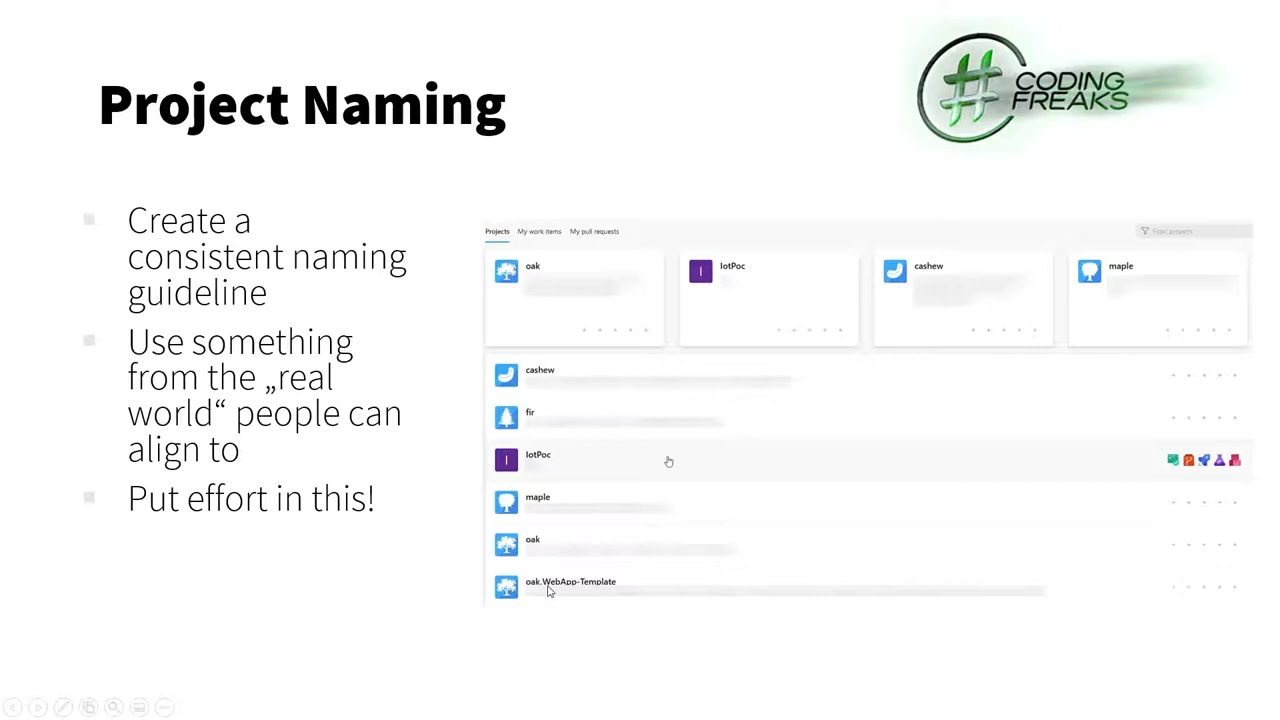 Project Naming
CODING
FREAKS
Create a
consistent naming
guideline
Use something
from the „real
world“ people can
align to
Put effort in this!
Projects My work items My pull requests
oak
I IotPoc
cashew
maple
cashew
fir
I IotPoc
maple
oak
oak.WebApp-Template